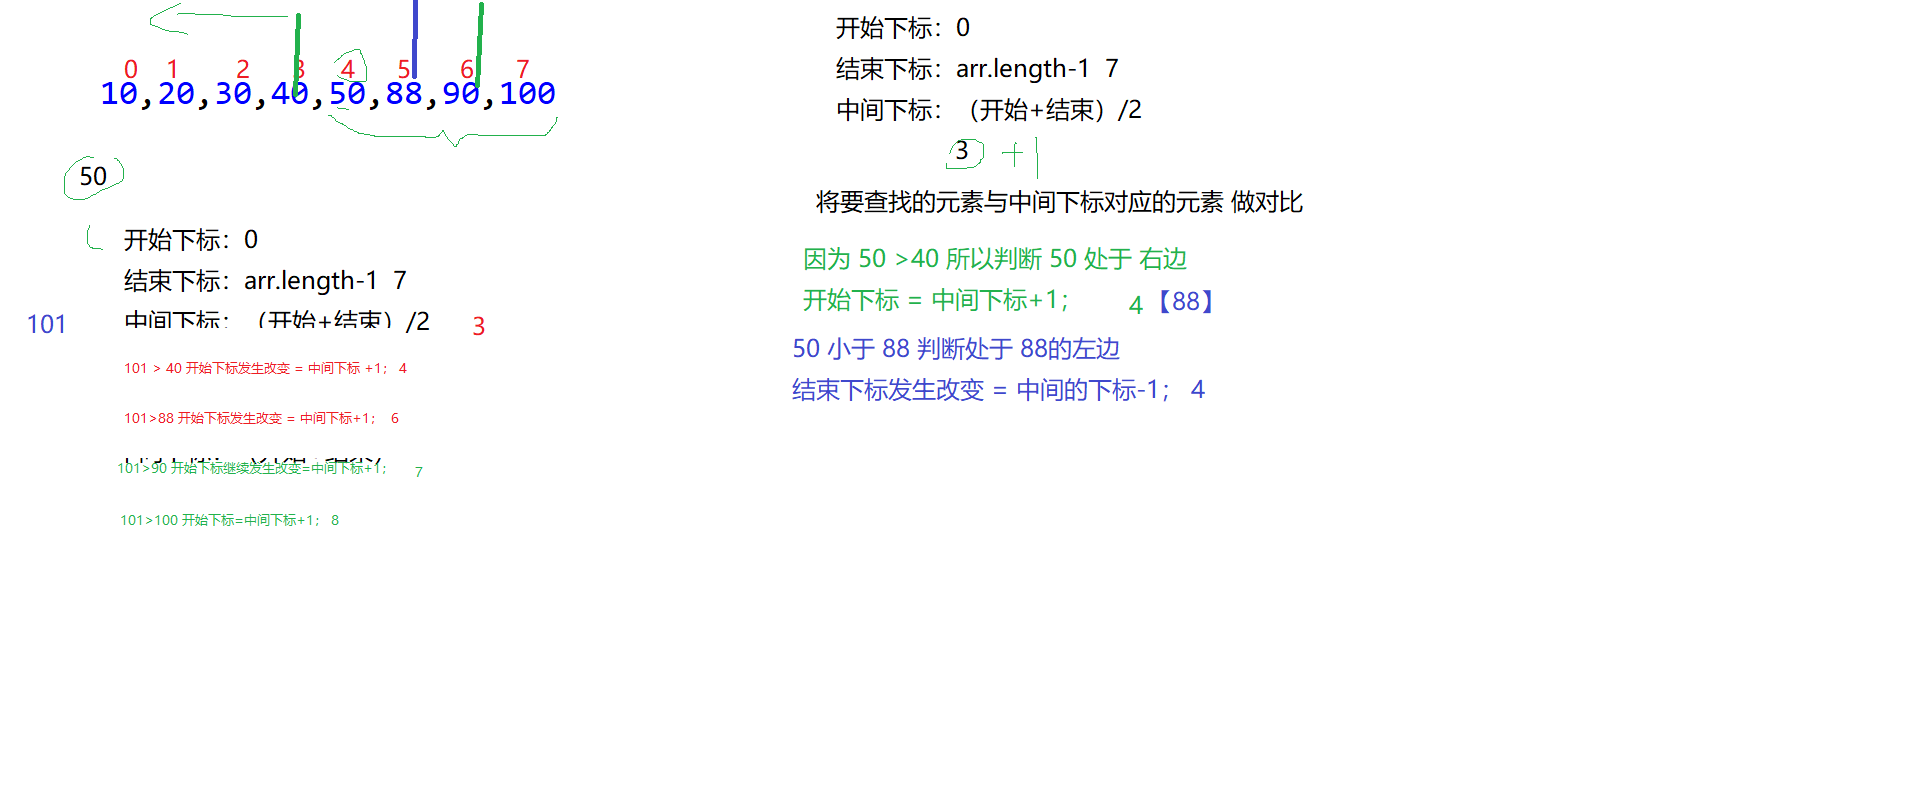 0 1 2 3 4 5 6 7
10,20,30,40,50,88,90,100
50
开始下标：0
结束下标：arr.length-1 7
中间下标：（开始+结束）/2 3
101
101 > 40 开始下标发生改变 = 中间下标 +1； 4
101>88 开始下标发生改变 = 中间下标+1； 6
101>90 开始下标继续发生改变=中间下标+1； 7
101>100 开始下标=中间下标+1； 8
开始下标：0
结束下标：arr.length-1 7
中间下标：（开始+结束）/2
3 +1
将要查找的元素与中间下标对应的元素 做对比
因为 50 >40 所以判断 50 处于 右边
开始下标 = 中间下标+1； 4【88】
50 小于 88 判断处于 88的左边
结束下标发生改变 = 中间的下标-1； 4